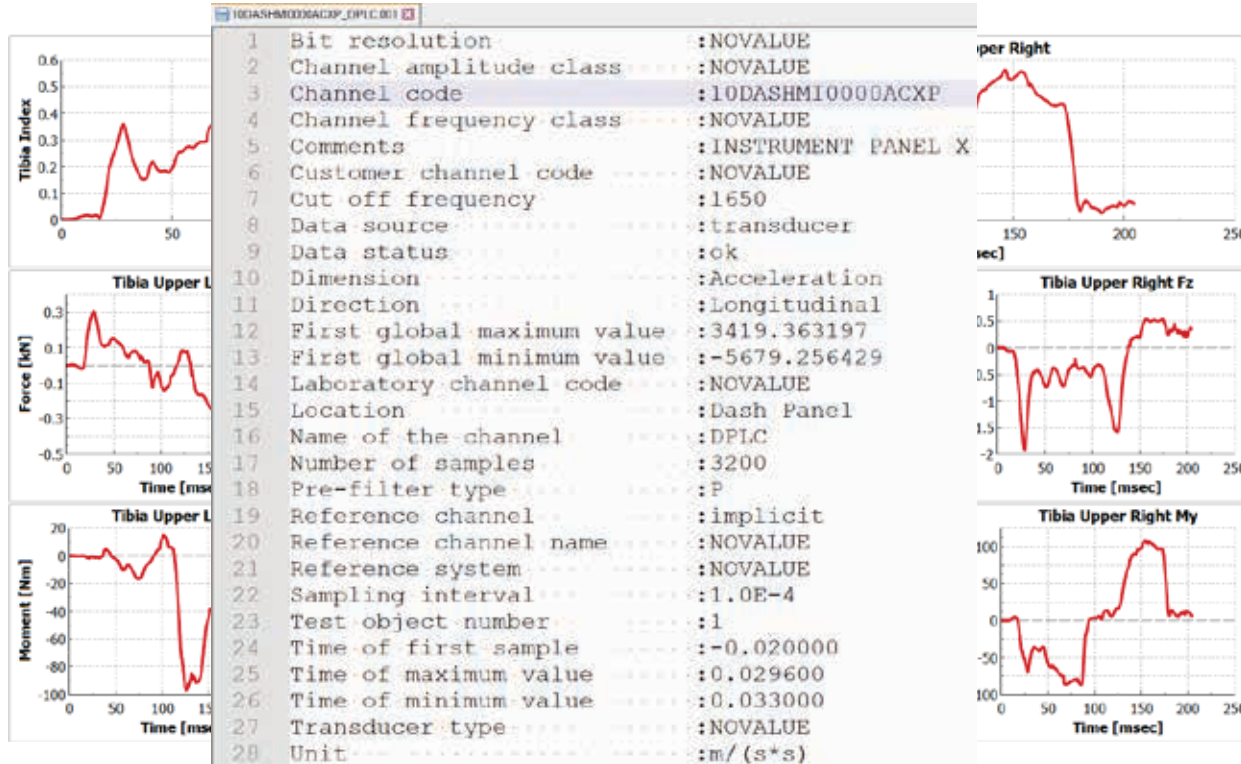 10DASHMI0000ACXP_DPLC.001
1 Bit resolution :NOVALUE
2 Channel amplitude class :NOVALUE
3 Channel code :10DASHMI0000ACXP
4 Channel frequency class :NOVALUE
5 Comments :INSTRUMENT PANEL X
6 Customer channel code :NOVALUE
7 Cut off frequency :1650
8 Data source :transducer
9 Data status :ok
10 Dimension :Acceleration
11 Direction :Longitudinal
12 First global maximum value :3419.363197
13 First global minimum value :-5679.256429
14 Laboratory channel code :NOVALUE
15 Location :Dash Panel
16 Name of the channel :DPLC
17 Number of samples :3200
18 Pre-filter type :P
19 Reference channel :implicit
20 Reference channel name :NOVALUE
21 Reference system :NOVALUE
22 Sampling interval :1.0E-4
23 Test object number :1
24 Time of first sample :-0.020000
25 Time of maximum value :0.029600
26 Time of minimum value :0.033000
27 Transducer type :NOVALUE
28 Unit :m/(s*s)
Tibia Index
0.6
0.5
0.4
0.3
0.2
0.1
0
0 50
Tibia Upper L
Force [kN]
0.3
0.1
-0.1
-0.3
-0.5
0 50 100 15
Time [mse
Tibia Upper L
Moment [Nm]
20
0
-20
-40
-60
-80
-100
0 50 100 15
Time [mse
pper Right
150 200 250
sec]
Tibia Upper Right Fz
1
0.5
0
0.5
-1
1.5
-2
0 50 100 150 200 250
Time [msec]
Tibia Upper Right My
100
50
0
-50
100
0 50 100 150 200 250
Time [msec]